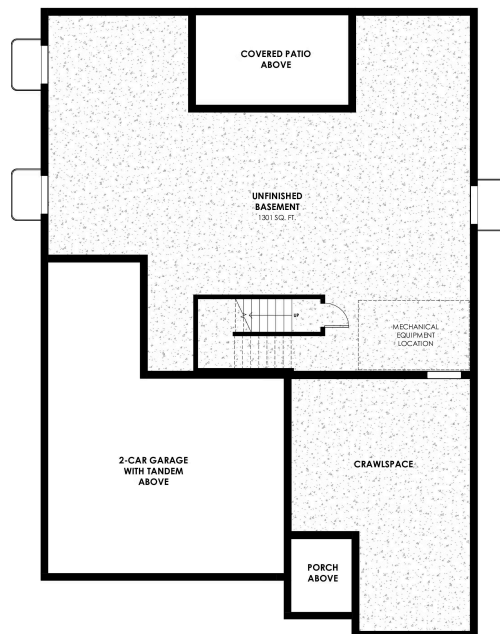 COVERED PATIO
ABOVE
UNFINISHED
BASEMENT
1301 SQ. FT.
UP
MECHANICAL
EQUIPMENT
LOCATION
2-CAR GARAGE
WITH TANDEM
ABOVE
CRAWLSPACE
PORCH
ABOVE